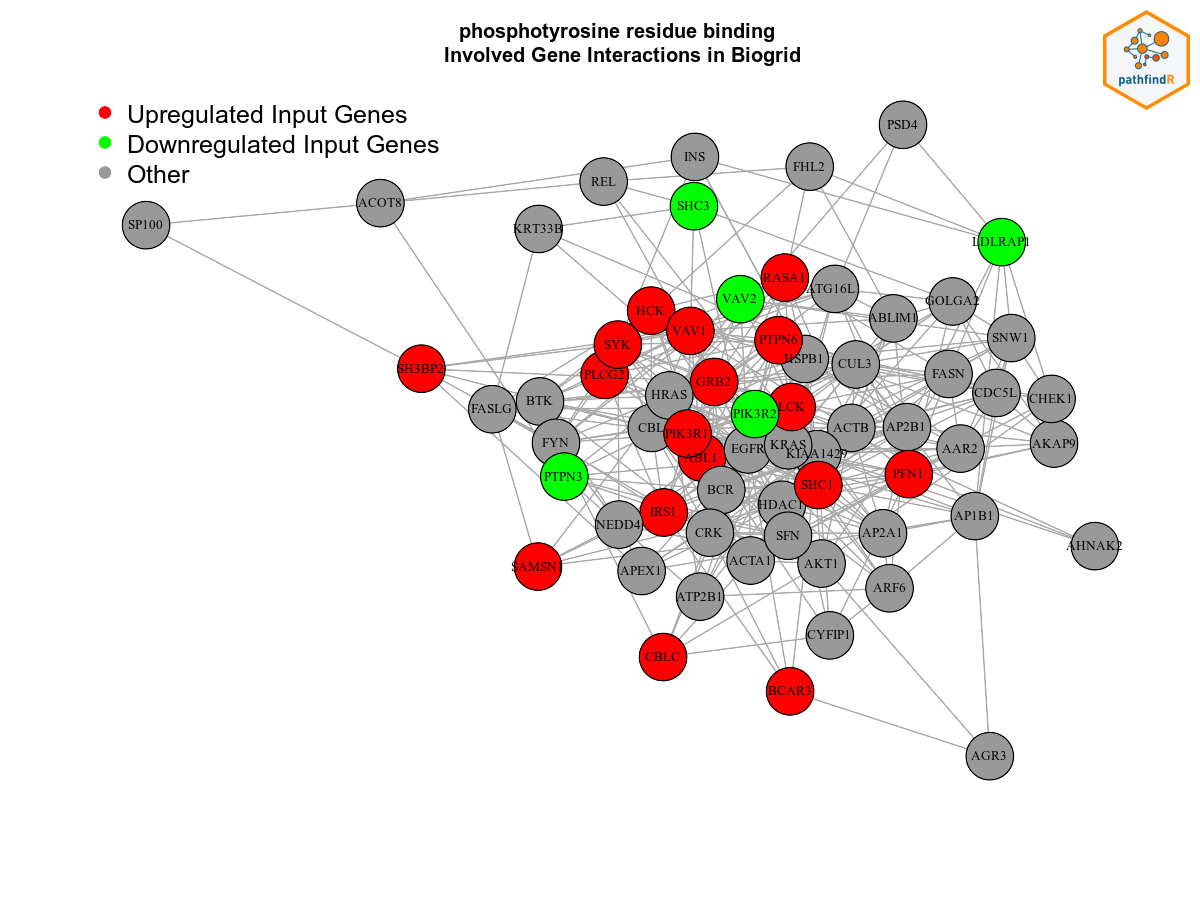 phosphotyrosine residue binding
Involved Gene Interactions in Biogrid
pathfindR
Upregulated Input Genes
Downregulated Input Genes
Other
PSD4
INS
FHL2
REL
ACOT8
SHC3
SP100
KRT33B
LDLRAP1
RASA1
ATG16L
VAV2
GOLGA2
HCK
ABLIM1
VAV1
SNW1
PTPN6
SYK
HSPB1
CUL3
SH3BP2
PLCG2
FASN
GRB2
CDC5L
HRAS
CHEK1
BTK
LCK
FASLG
PIK3R2
CBL
ACTB
AP2B1
PIK3R1
FYN
AKAP9
KRAS
EGFR
AAR2
KIAA1429
ABL1
PFN1
PTPN3
SHC1
BCR
HDAC1
IRS1
AP1B1
NEDD4
CRK
AP2A1
SFN
AHNAK2
ACTA1
AKT1
SAMSN1
APEX1
ARF6
ATP2B1
CYFIP1
CBLC
BCAR3
AGR3